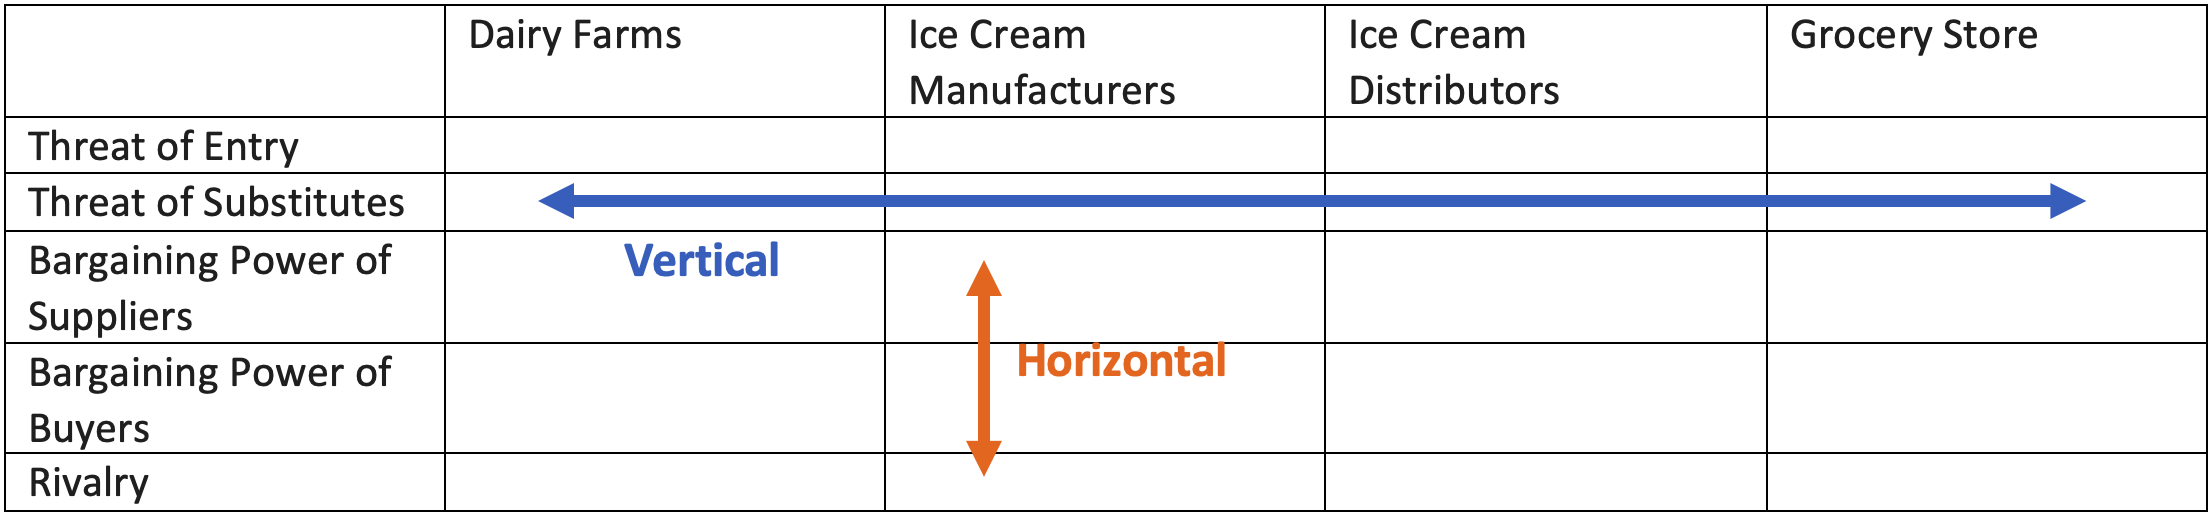 Dairy Farms
Ice Cream
Manufacturers
Ice Cream
Distributors
Grocery Store
Threat of Entry
Threat of Substitutes
Bargaining Power of
Suppliers
Vertical
Bargaining Power of
Buyers
Horizontal
Rivalry